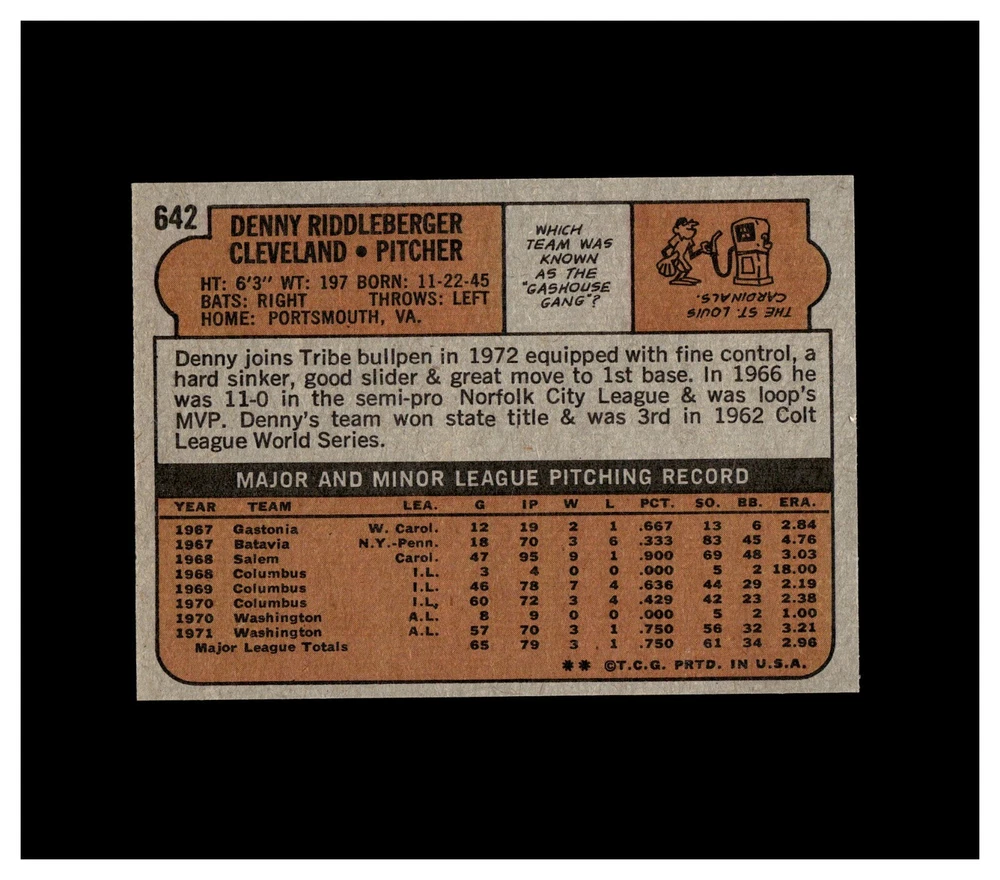 642
DENNY RIDDLEBERGER
CLEVELAND • PITCHER
HT: 6'3" WT: 197 BORN: 11-22-45
BATS: RIGHT THROWS: LEFT
HOME: PORTSMOUTH, VA.
WHICH
TEAM WAS
KNOWN
AS THE
"GASHOUSE
GANG"?
THE ST. LOUIS
CARDINALS.
Denny joins Tribe bullpen in 1972 equipped with fine control, a
hard sinker, good slider & great move to 1st base. In 1966 he
was 11-0 in the semi-pro Norfolk City League & was loop's
MVP. Denny's team won state title & was 3rd in 1962 Colt
League World Series.
MAJOR AND MINOR LEAGUE PITCHING RECORD
YEAR TEAM LEA. G IP W L PCT. SO. BB. ERA.
1967 Gastonia W. Carol. 12 19 2 1 .667 13 6 2.84
1967 Batavia N.Y.-Penn. 18 70 3 6 .333 83 45 4.76
1968 Salem Carol. 47 95 9 1 .900 69 48 3.03
1968 Columbus I.L. 3 4 0 0 .000 5 2 18.00
1969 Columbus I.L. 46 78 7 4 .636 44 29 2.19
1970 Columbus I.L. 60 72 3 4 .429 42 23 2.38
1970 Washington A.L. 8 9 0 0 .000 5 2 1.00
1971 Washington A.L. 57 70 3 1 .750 56 32 3.21
Major League Totals 65 79 3 1 .750 61 34 2.96
** ©T.C.G. PRTD. IN U.S.A.